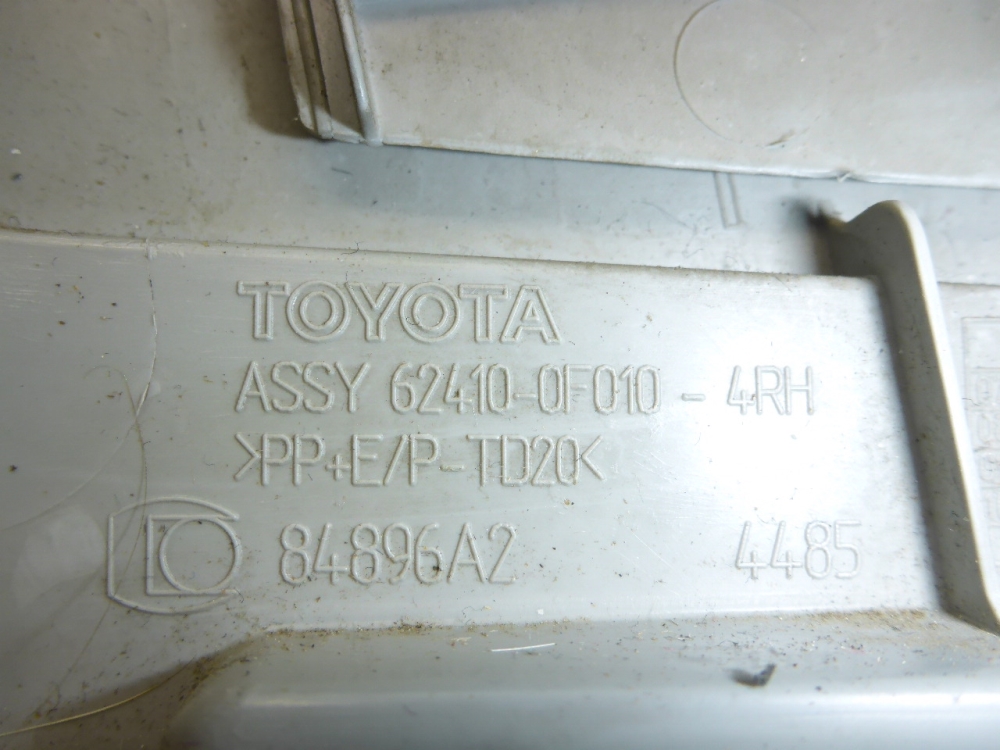 TOYOTA
ASSY 62410-0F010 - 4RH
>PP+E/P-TD20<
84896A2 4485